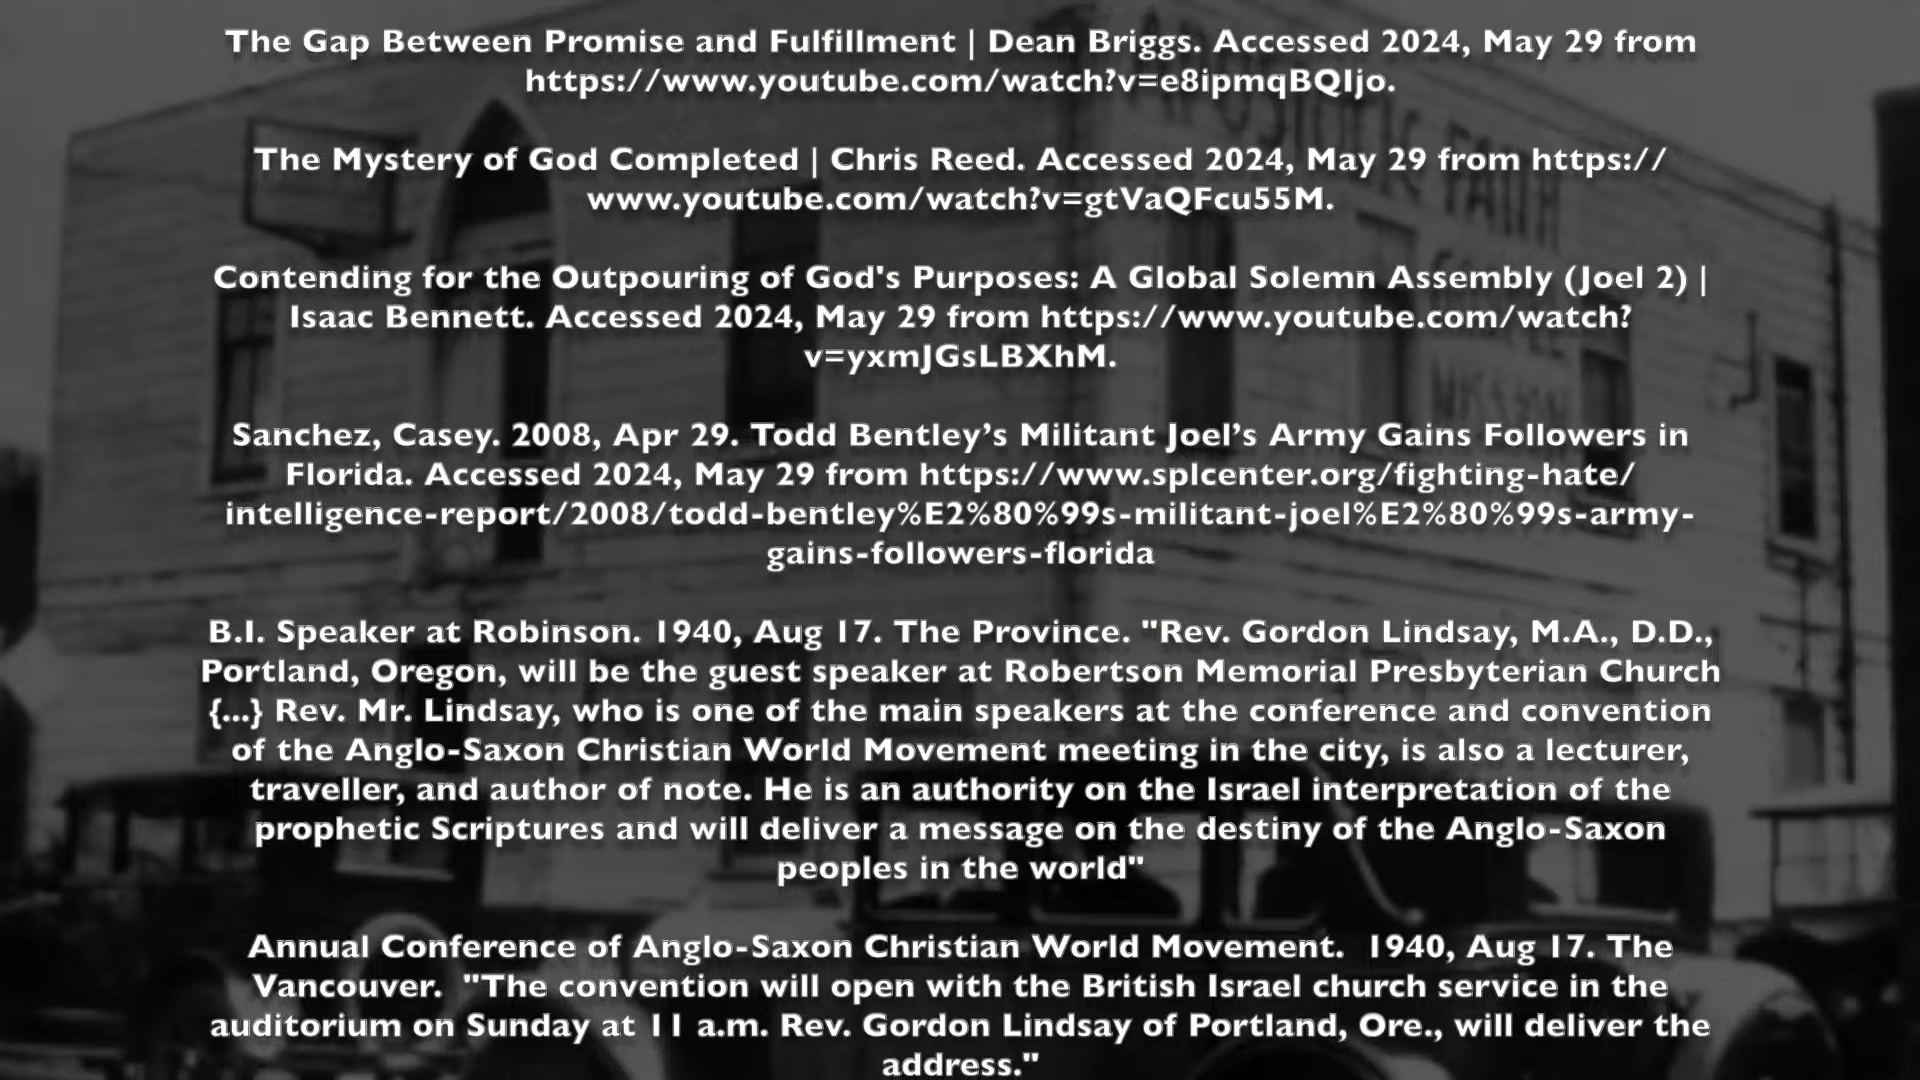 The Gap Between Promise and Fulfillment | Dean Briggs. Accessed 2024, May 29 from
https://www.youtube.com/watch?v=e8ipmqBQIjo.
The Mystery of God Completed | Chris Reed. Accessed 2024, May 29 from https://
www.youtube.com/watch?v=gtVaQFcu55M.
Contending for the Outpouring of God's Purposes: A Global Solemn Assembly (Joel 2) |
Isaac Bennett. Accessed 2024, May 29 from https://www.youtube.com/watch?
v=yxmJGsLBXhM.
Sanchez, Casey. 2008, Apr 29. Todd Bentley’s Militant Joel’s Army Gains Followers in
Florida. Accessed 2024, May 29 from https://www.splcenter.org/fighting-hate/
intelligence-report/2008/todd-bentley%E2%80%99s-militant-joel%E2%80%99s-army-
gains-followers-florida
B.I. Speaker at Robinson. 1940, Aug 17. The Province. "Rev. Gordon Lindsay, M.A., D.D.,
Portland, Oregon, will be the guest speaker at Robertson Memorial Presbyterian Church
{...} Rev. Mr. Lindsay, who is one of the main speakers at the conference and convention
of the Anglo-Saxon Christian World Movement meeting in the city, is also a lecturer,
traveller, and author of note. He is an authority on the Israel interpretation of the
prophetic Scriptures and will deliver a message on the destiny of the Anglo-Saxon
peoples in the world"
Annual Conference of Anglo-Saxon Christian World Movement.  1940, Aug 17. The
Vancouver.  "The convention will open with the British Israel church service in the
auditorium on Sunday at 11 a.m. Rev. Gordon Lindsay of Portland, Ore., will deliver the
address."
APOSTOLIC
FAITH
GOSPEL
MISSION